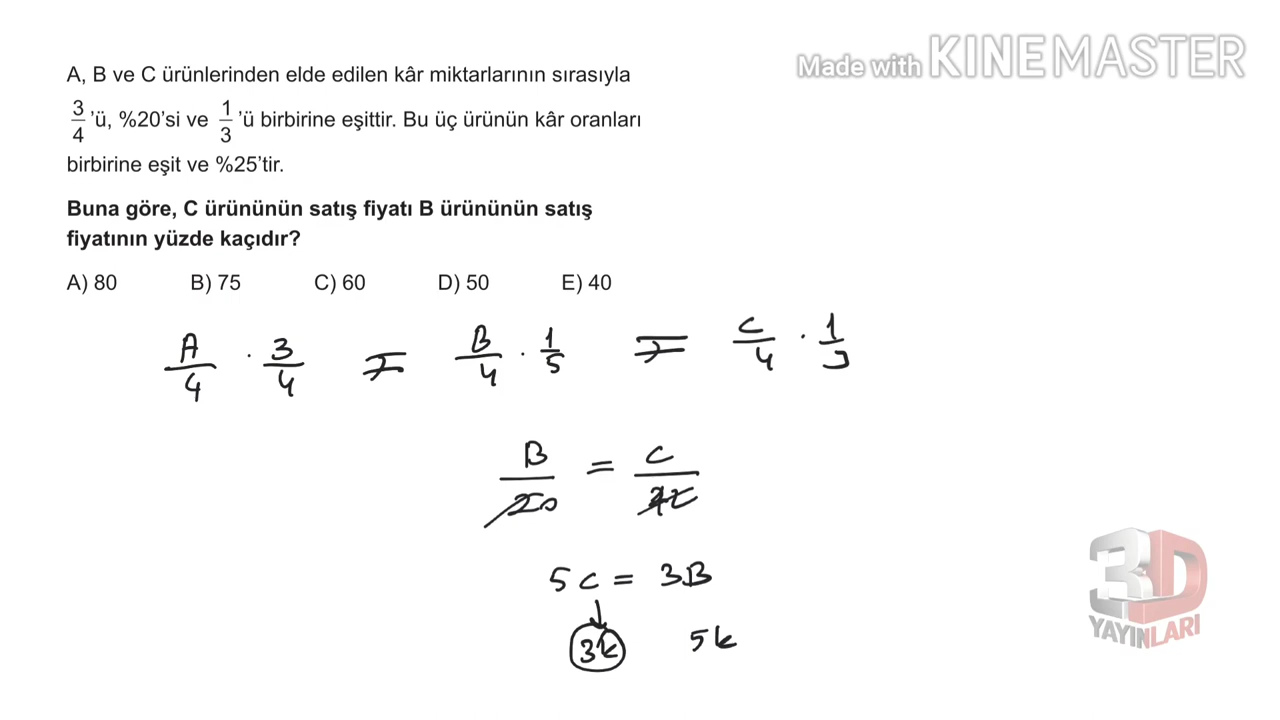 Made with KINEMASTER
A, B ve C ürünlerinden elde edilen kâr miktarlarının sırasıyla
3/4 'ü, %20'si ve 1/3 'ü birbirine eşittir. Bu üç ürünün kâr oranları
birbirine eşit ve %25'tir.
Buna göre, C ürününün satış fiyatı B ürününün satış
fiyatının yüzde kaçıdır?
A) 80 B) 75 C) 60 D) 50 E) 40
A/4 · 3/4 = B/4 · 1/5 = C/4 · 1/3
B/20 = C/12
5C = 3B
3k 5k
3D
YAYINLARI